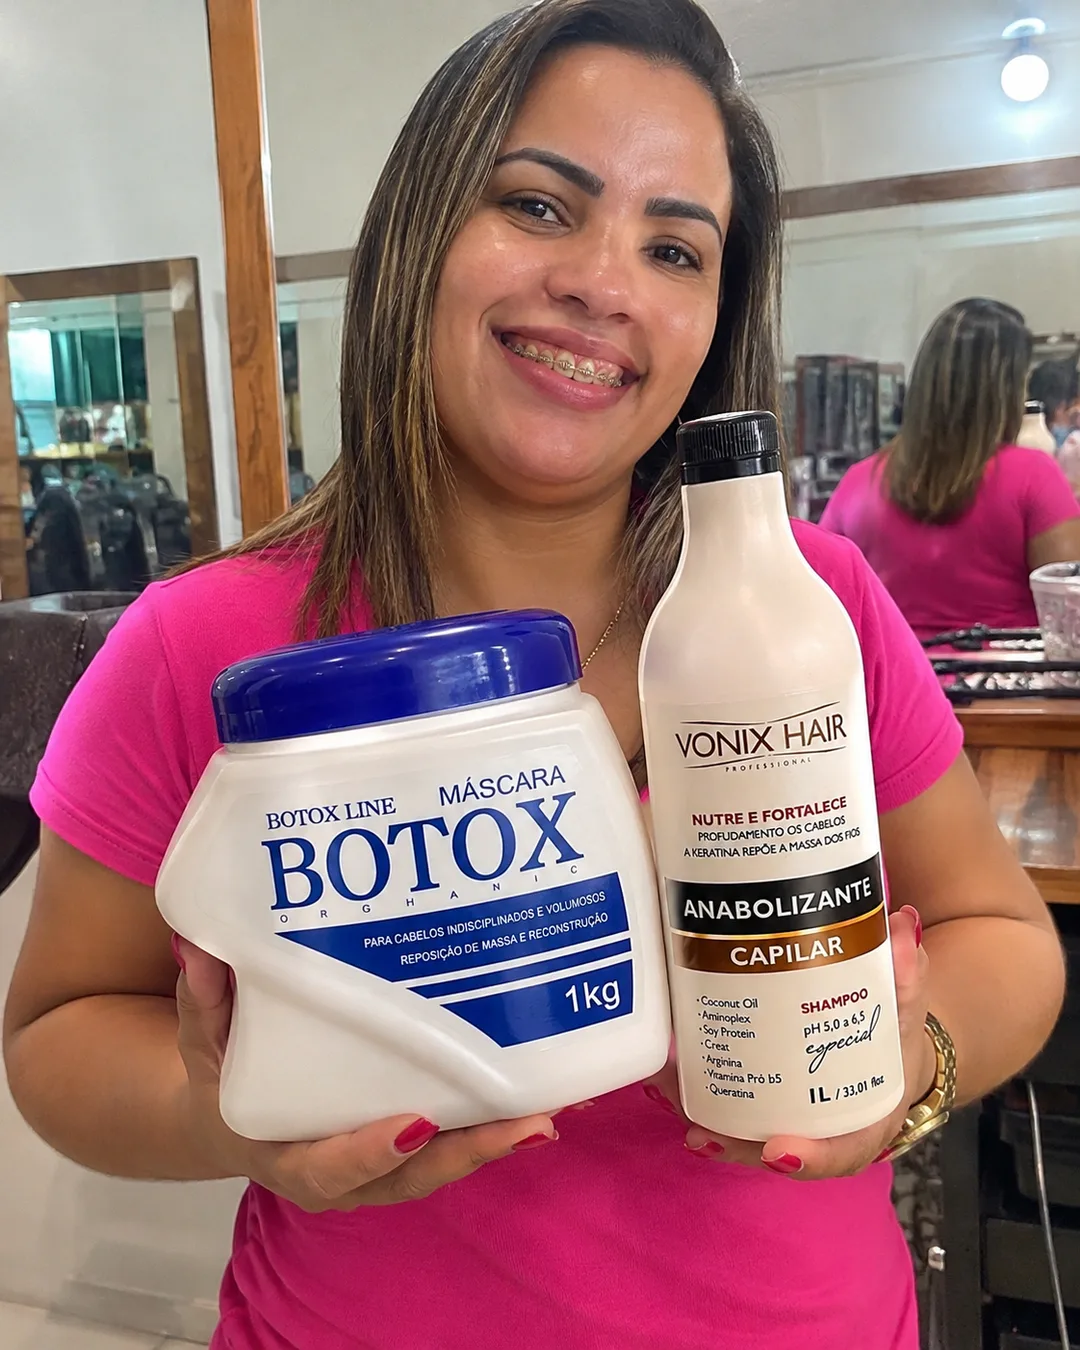 BOTOX LINE MÁSCARA
BOTOX
ORGHANIC
PARA CABELOS INDISCIPLINADOS E VOLUMOSOS
REPOSIÇÃO DE MASSA E RECONSTRUÇÃO
1kg
VONIX HAIR
PROFESSIONAL
NUTRE E FORTALECE
PROFUDAMENTO OS CABELOS
A KERATINA REPÕE A MASSA DOS FIOS
ANABOLIZANTE
CAPILAR
• Coconut Oil
• Aminoplex
• Soy Protein
• Creat
• Arginina
• Vitamina Pró b5
• Queratina
SHAMPOO
pH 5,0 a 6,5
especial
1L / 33,01 floz